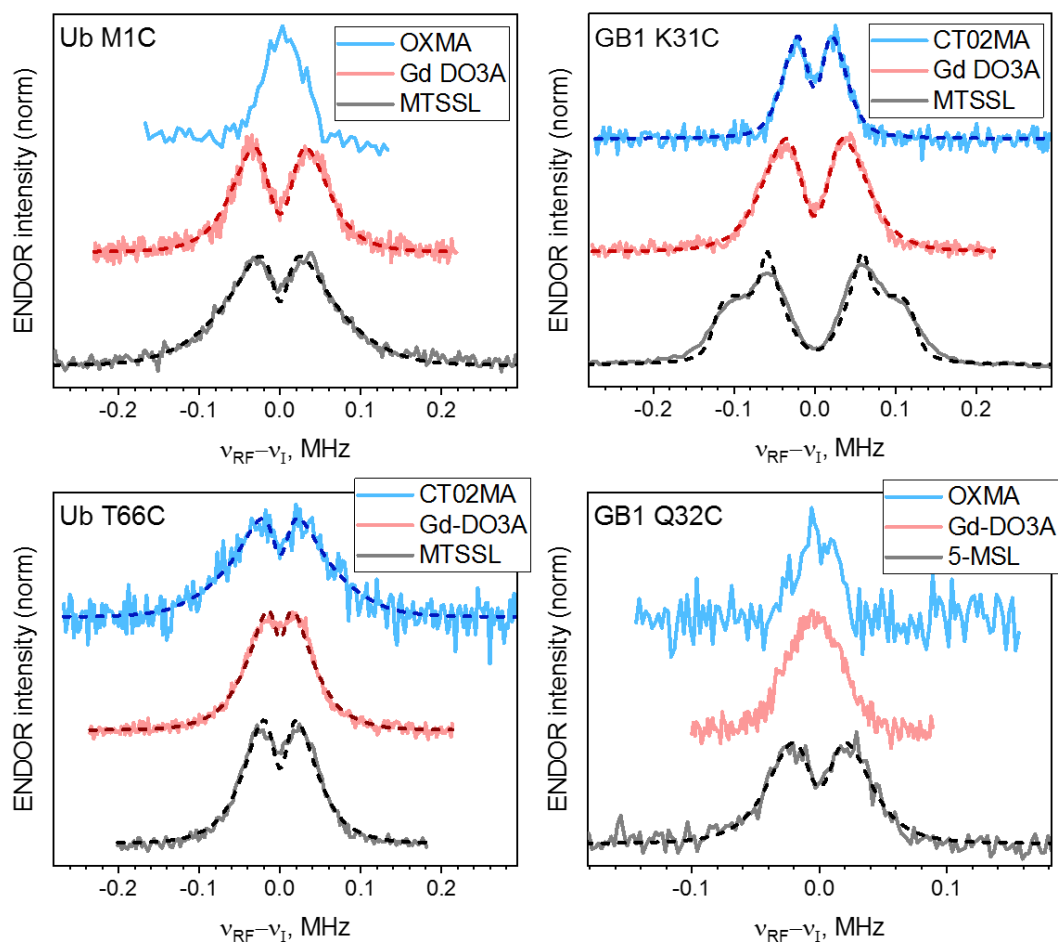 Ub M1C
OXMA
Gd DO3A
MTSSL
ENDOR intensity (norm)
-0.2 -0.1 0.0 0.1 0.2
νRF−νI, MHz
GB1 K31C
CT02MA
Gd DO3A
MTSSL
ENDOR intensity (norm)
-0.2 -0.1 0.0 0.1 0.2
νRF−νI, MHz
Ub T66C
CT02MA
Gd-DO3A
MTSSL
ENDOR intensity (norm)
-0.2 -0.1 0.0 0.1 0.2
νRF−νI, MHz
GB1 Q32C
OXMA
Gd-DO3A
5-MSL
ENDOR intensity (norm)
-0.1 0.0 0.1
νRF−νI, MHz